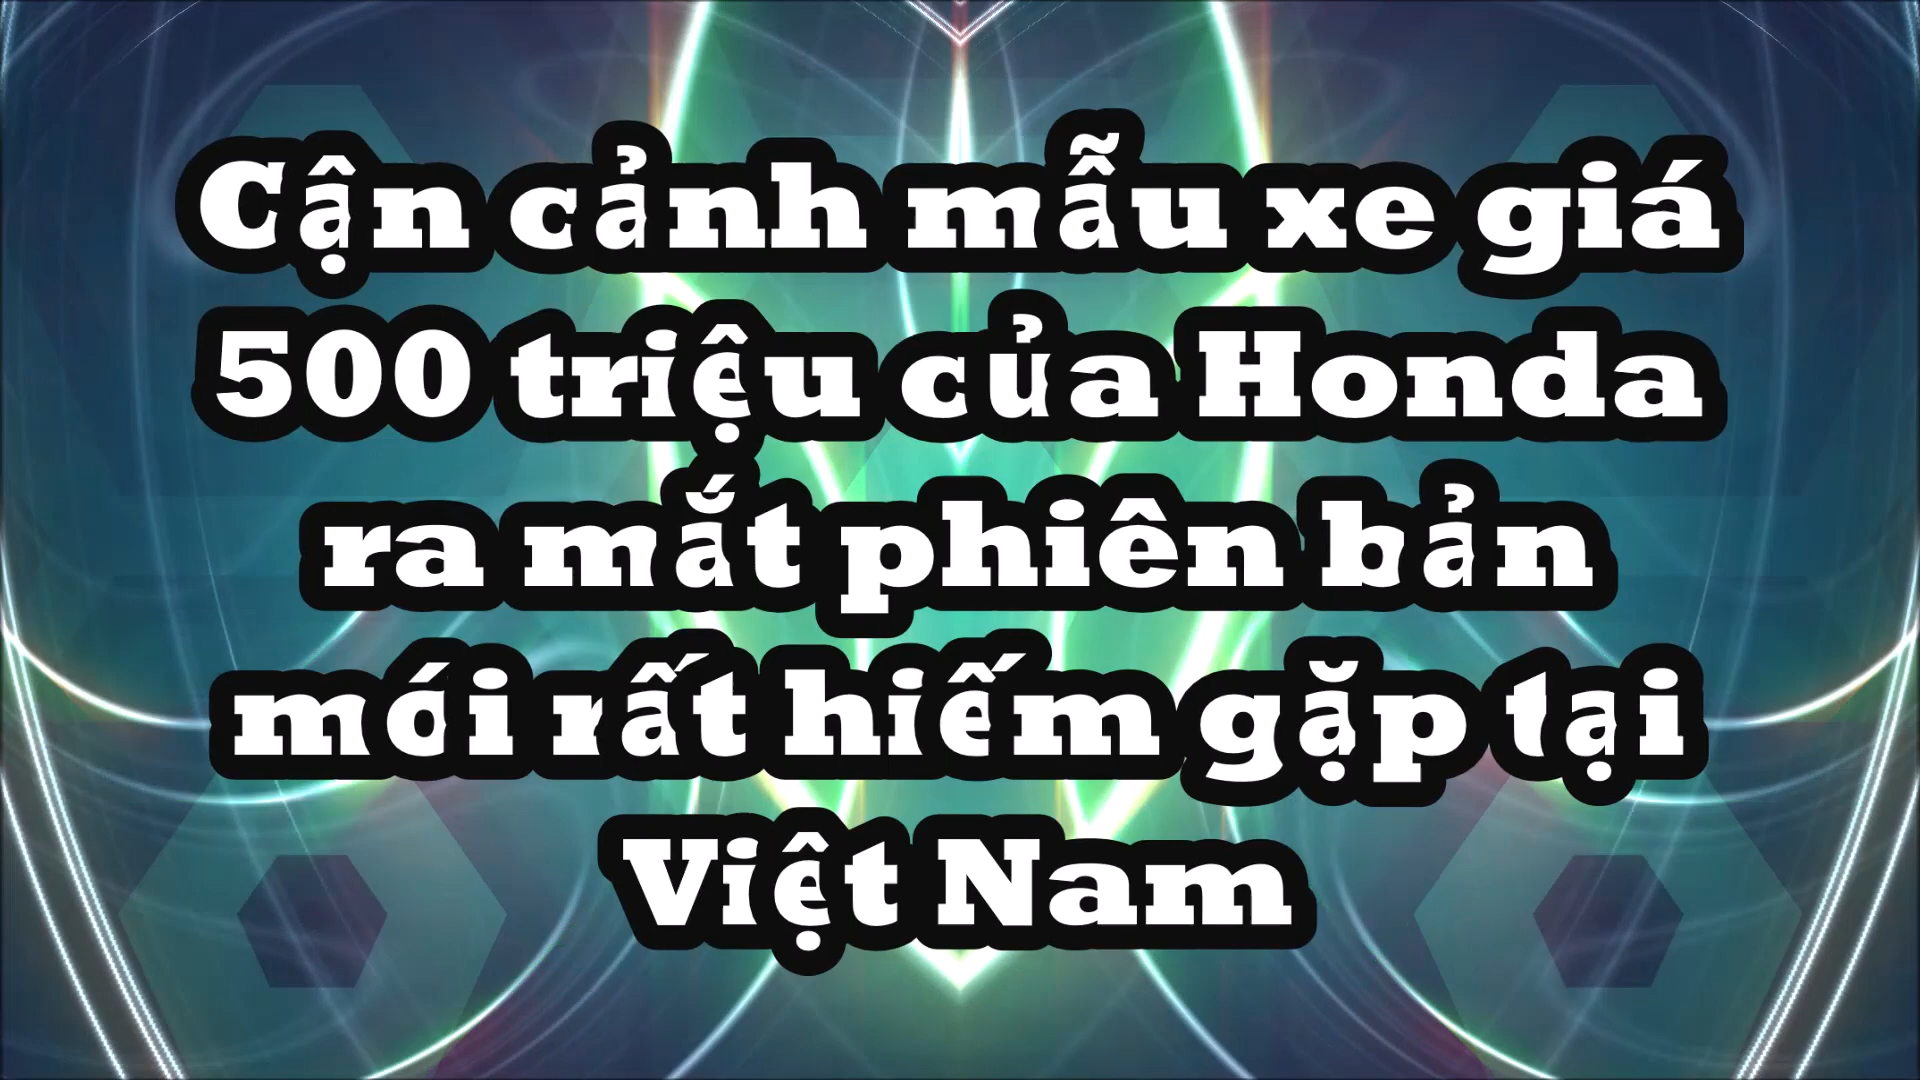 Cận cảnh mẫu xe giá
500 triệu của Honda
ra mắt phiên bản
mới rất hiếm gặp tại
Việt Nam